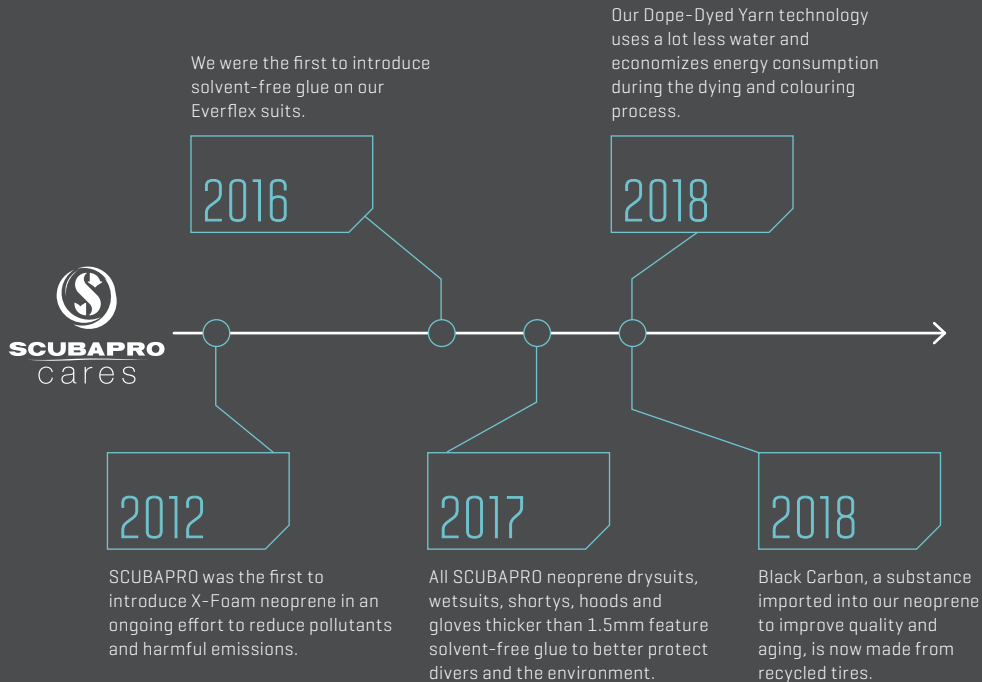 We were the first to introduce
solvent-free glue on our
Everflex suits.
2016
Our Dope-Dyed Yarn technology
uses a lot less water and
economizes energy consumption
during the dying and colouring
process.
2018
S
SCUBAPRO
cares
2012
SCUBAPRO was the first to
introduce X-Foam neoprene in an
ongoing effort to reduce pollutants
and harmful emissions.
2017
All SCUBAPRO neoprene drysuits,
wetsuits, shortys, hoods and
gloves thicker than 1.5mm feature
solvent-free glue to better protect
divers and the environment.
2018
Black Carbon, a substance
imported into our neoprene
to improve quality and
aging, is now made from
recycled tires.